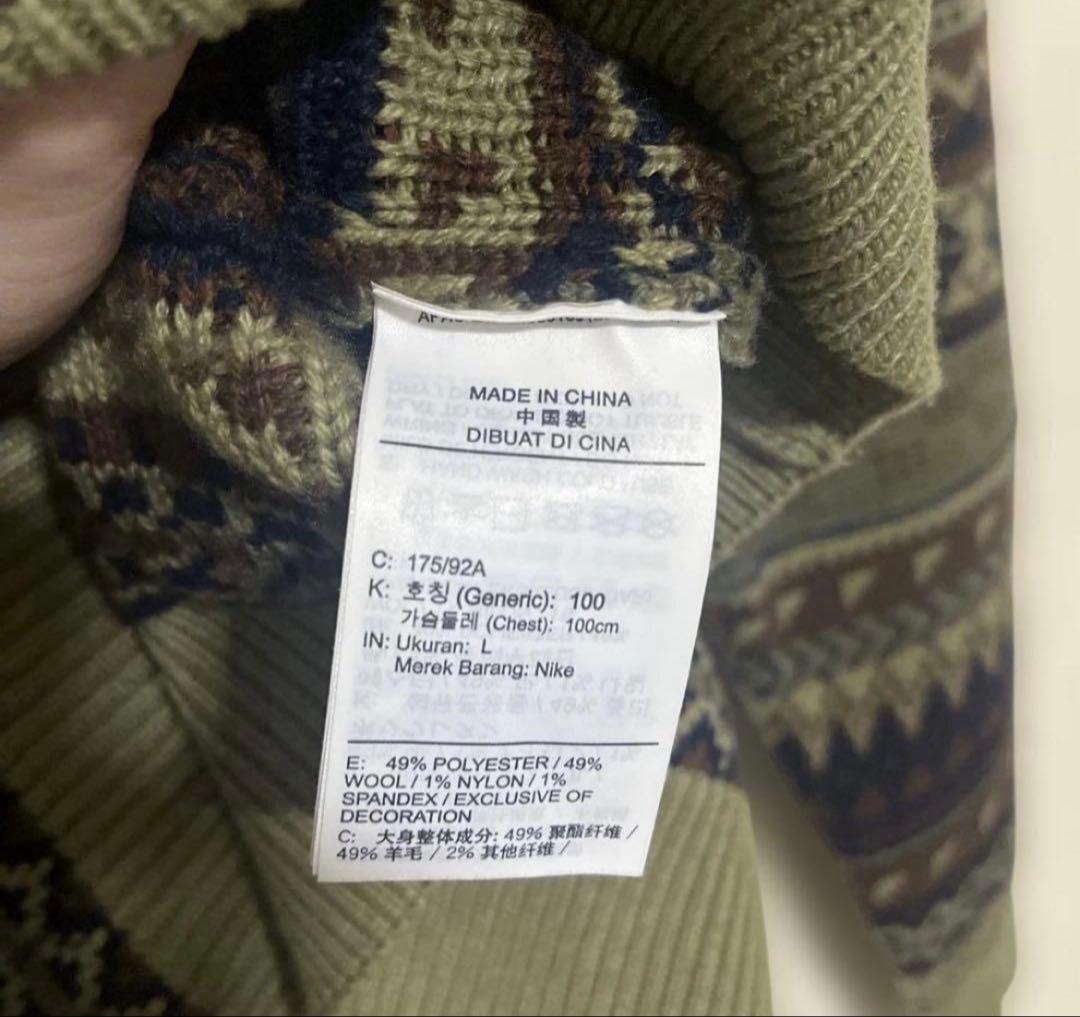 MADE IN CHINA
中国製
DIBUAT DI CINA
C: 175/92A
K: 호칭 (Generic): 100
가슴둘레 (Chest): 100cm
IN: Ukuran: L
Merek Barang: Nike
E: 49% POLYESTER / 49%
WOOL / 1% NYLON / 1%
SPANDEX / EXCLUSIVE OF
DECORATION
C: 大身整体成分: 49% 聚酯纤维 /
49% 羊毛 / 2% 其他纤维 /